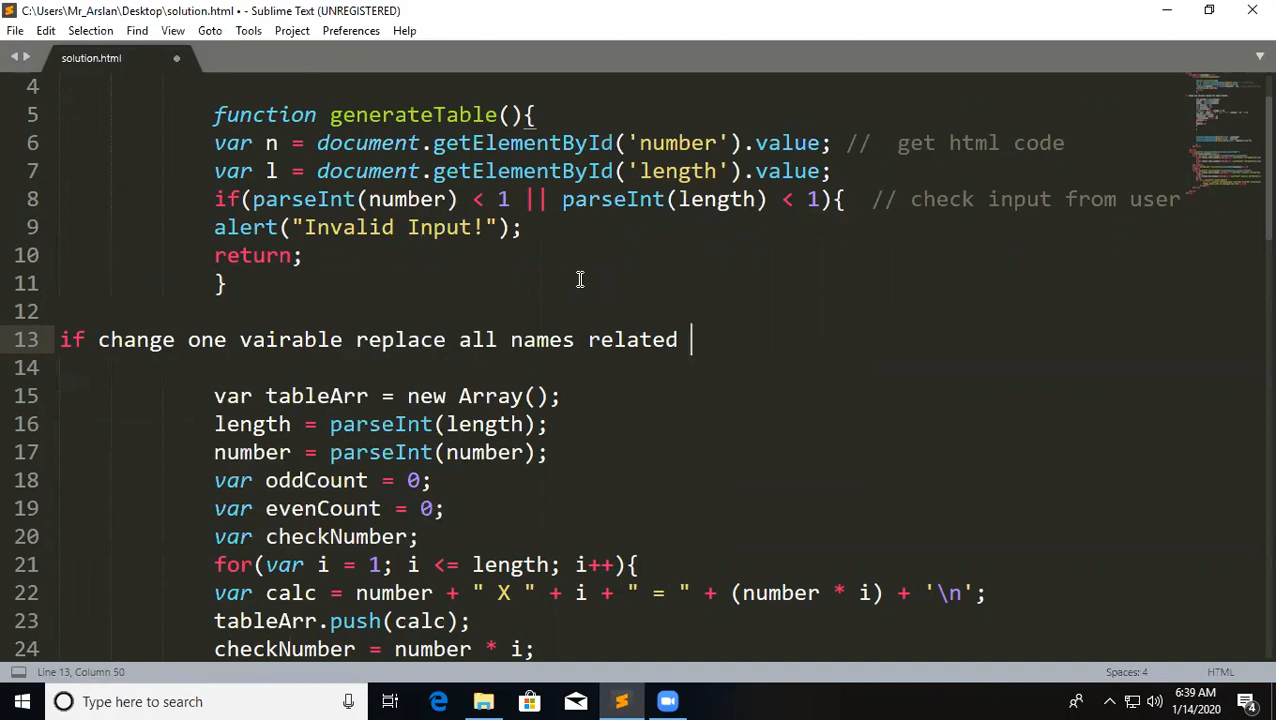 C:\Users\Mr_Arslan\Desktop\solution.html • - Sublime Text (UNREGISTERED)
File Edit Selection Find View Goto Tools Project Preferences Help
solution.html
4
5 function generateTable(){
6 var n = document.getElementById('number').value; // get html code
7 var l = document.getElementById('length').value;
8 if(parseInt(number) < 1 || parseInt(length) < 1){ // check input from user
9 alert("Invalid Input!");
10 return;
11 }
12
13 if change one vairable replace all names related
14
15 var tableArr = new Array();
16 length = parseInt(length);
17 number = parseInt(number);
18 var oddCount = 0;
19 var evenCount = 0;
20 var checkNumber;
21 for(var i = 1; i <= length; i++){
22 var calc = number + " X " + i + " = " + (number * i) + '\n';
23 tableArr.push(calc);
24 checkNumber = number * i;
Line 13, Column 50 Spaces: 4 HTML
Type here to search
6:39 AM
1/14/2020
4